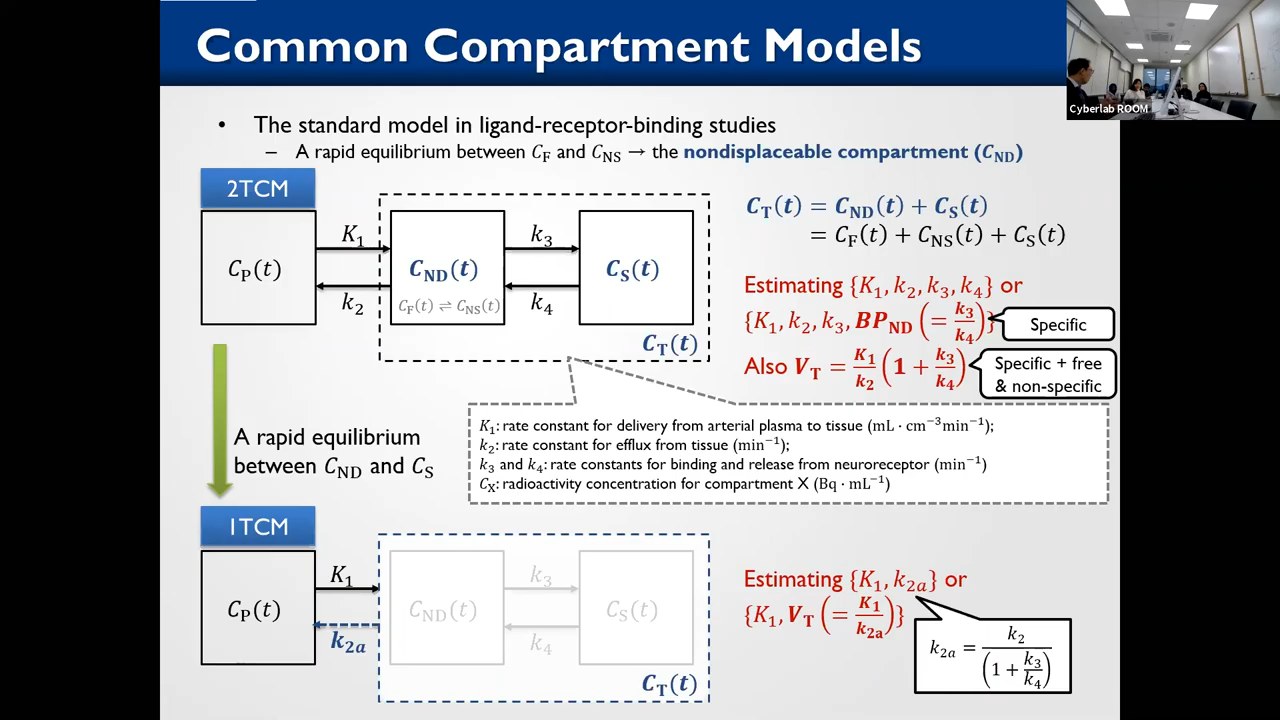 Common Compartment Models
Cyberlab ROOM
• The standard model in ligand-receptor-binding studies
– A rapid equilibrium between C_F and C_NS → the nondisplaceable compartment (C_ND)
2TCM
C_P(t)
K_1
k_2
C_ND(t)
C_F(t) ⇌ C_NS(t)
k_3
k_4
C_S(t)
C_T(t)
C_T(t) = C_ND(t) + C_S(t)
= C_F(t) + C_NS(t) + C_S(t)
Estimating {K_1, k_2, k_3, k_4} or
{K_1, k_2, k_3, BP_ND (= k_3/k_4)}
Specific
Also V_T = K_1/k_2 (1 + k_3/k_4)
Specific + free
& non-specific
K_1: rate constant for delivery from arterial plasma to tissue (mL · cm⁻³min⁻¹);
k_2: rate constant for efflux from tissue (min⁻¹);
k_3 and k_4: rate constants for binding and release from neuroreceptor (min⁻¹)
C_X: radioactivity concentration for compartment X (Bq · mL⁻¹)
A rapid equilibrium
between C_ND and C_S
1TCM
C_P(t)
K_1
k_2a
C_ND(t)
k_3
k_4
C_S(t)
C_T(t)
Estimating {K_1, k_2a} or
{K_1, V_T (= K_1/k_2a)}
k_2a = k_2/(1 + k_3/k_4)